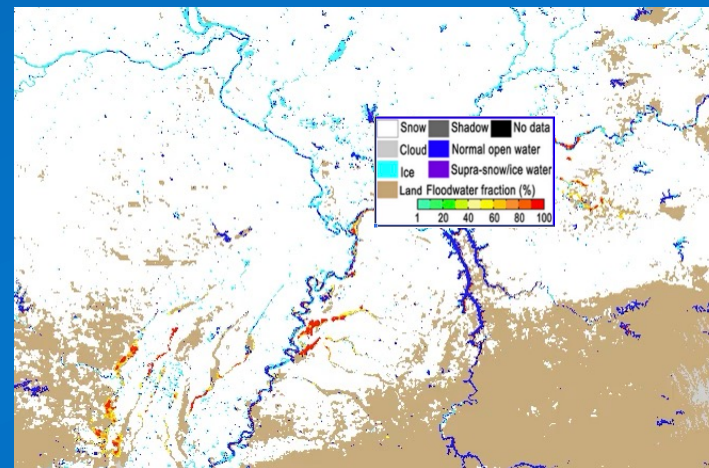 Snow Shadow No data
Cloud Normal open water
Ice Supra-snow/ice water
Land Floodwater fraction (%)
1 20 40 60 80 100